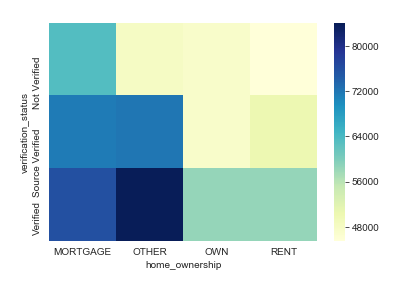 verification_status
Not Verified
Source Verified
Verified
MORTGAGE OTHER OWN RENT
home_ownership
80000
72000
64000
56000
48000